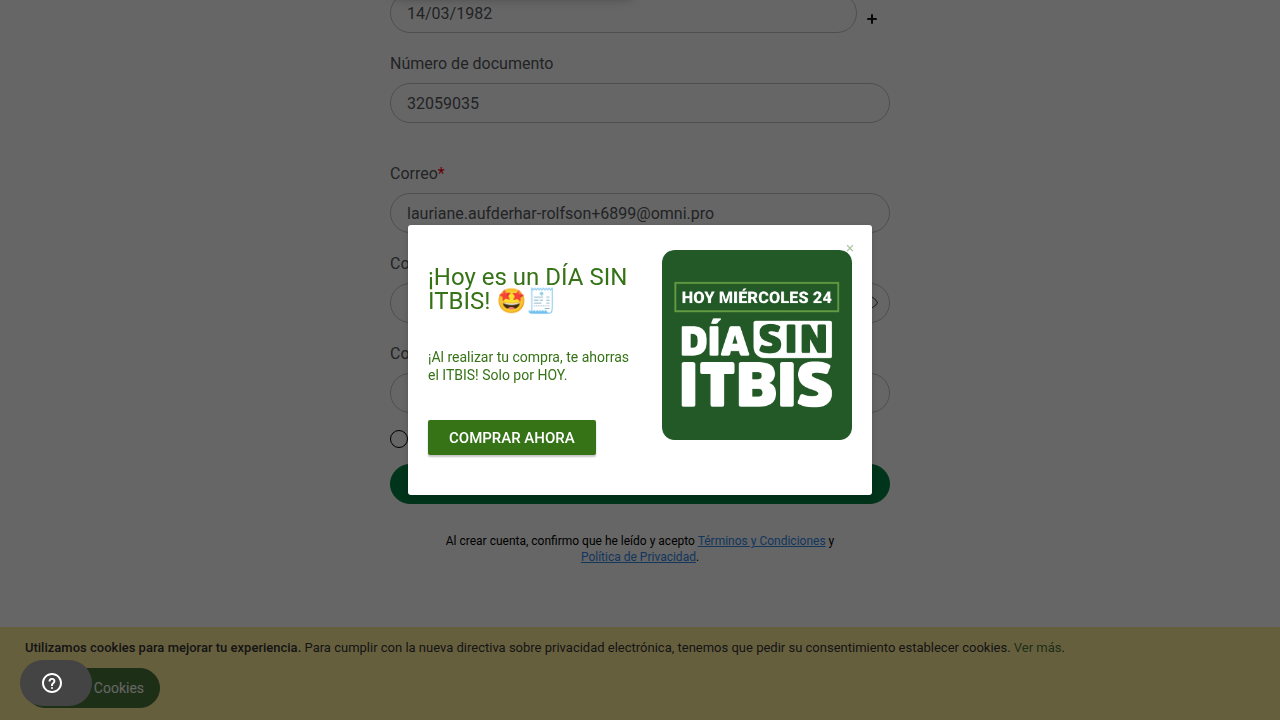 14/03/1982
+
Número de documento
32059035
Correo*
lauriane.aufderhar-rolfson+6899@omni.pro
Co
×
¡Hoy es un DÍA SIN
ITBIS! 🤩🧾
HOY MIÉRCOLES 24
DÍA SIN
ITBIS
¡Al realizar tu compra, te ahorras
el ITBIS! Solo por HOY.
Co
COMPRAR AHORA
Al crear cuenta, confirmo que he leído y acepto Términos y Condiciones y
Política de Privacidad.
Utilizamos cookies para mejorar tu experiencia. Para cumplir con la nueva directiva sobre privacidad electrónica, tenemos que pedir su consentimiento establecer cookies. Ver más.
Cookies